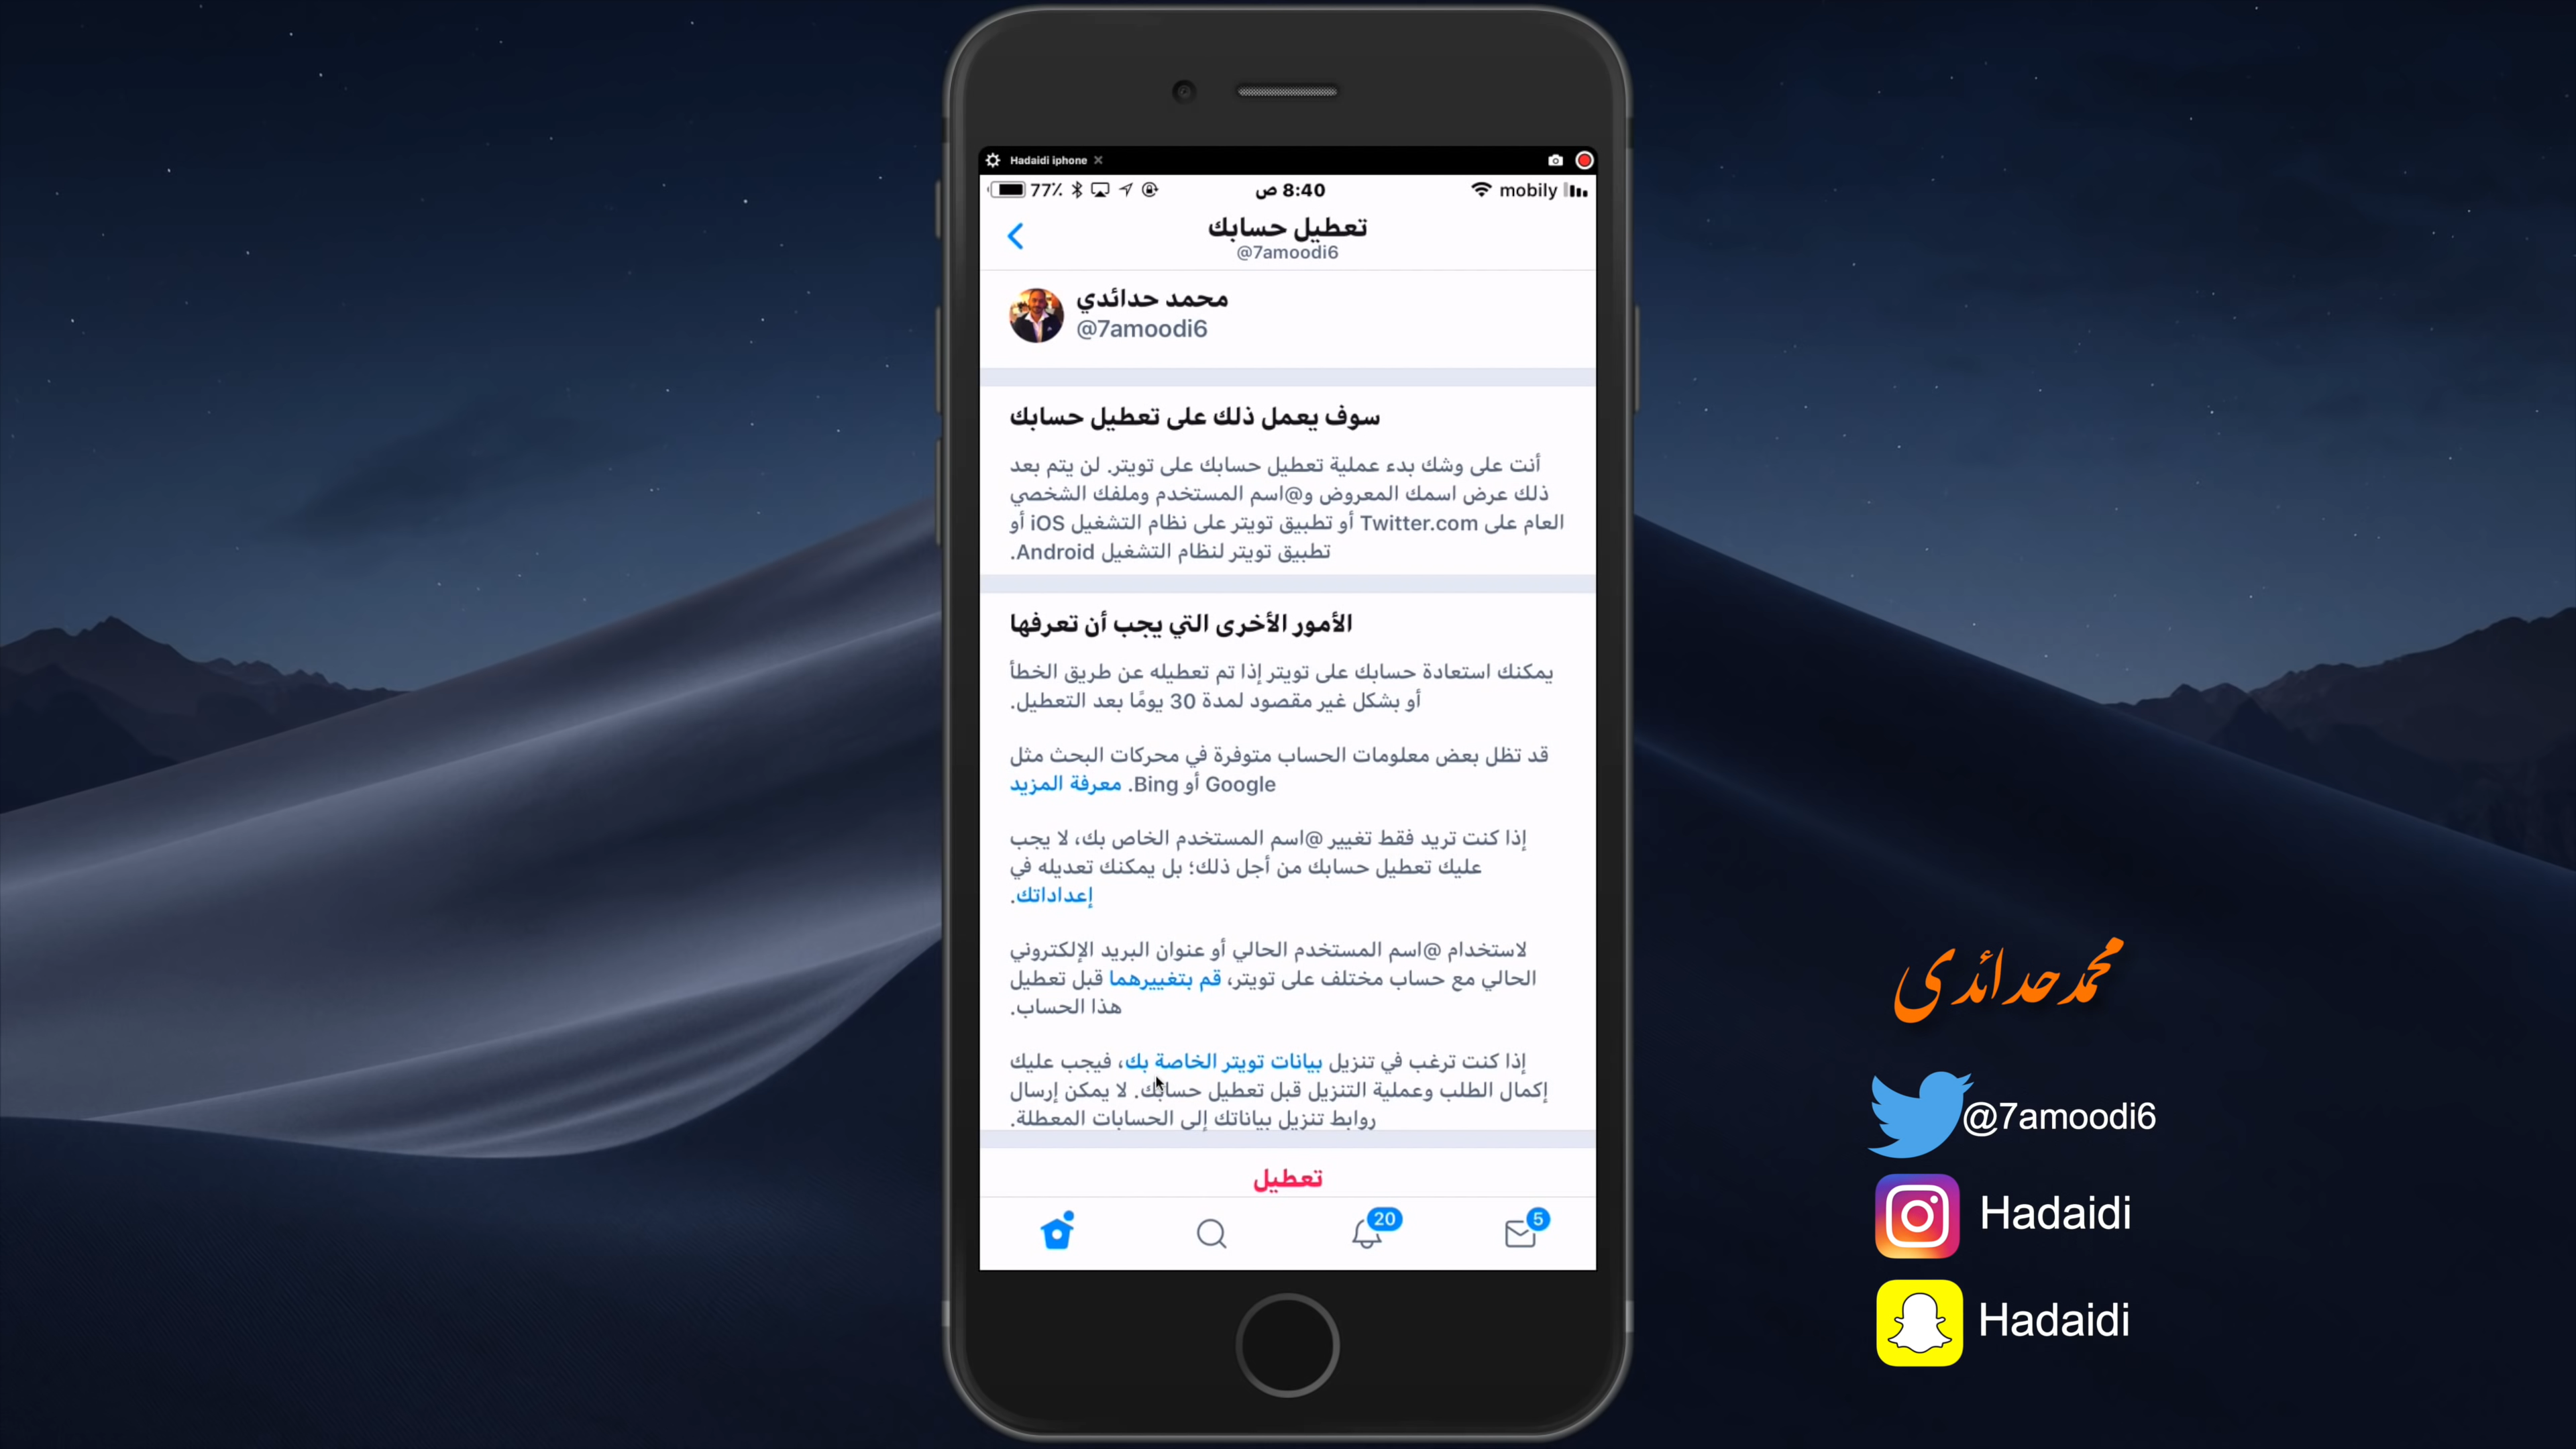 Hadaidi iphone
77٪ 8:40 ص mobily
تعطيل حسابك
@7amoodi6
محمد حدائدي
@7amoodi6
سوف يعمل ذلك على تعطيل حسابك
أنت على وشك بدء عملية تعطيل حسابك على تويتر. لن يتم بعد
ذلك عرض اسمك المعروض و@اسم المستخدم وملفك الشخصي
العام على Twitter.com أو تطبيق تويتر على نظام التشغيل iOS أو
تطبيق تويتر لنظام التشغيل Android.
الأمور الأخرى التي يجب أن تعرفها
يمكنك استعادة حسابك على تويتر إذا تم تعطيله عن طريق الخطأ
أو بشكل غير مقصود لمدة 30 يومًا بعد التعطيل.
قد تظل بعض معلومات الحساب متوفرة في محركات البحث مثل
Google أو Bing. معرفة المزيد
إذا كنت تريد فقط تغيير @اسم المستخدم الخاص بك، لا يجب
عليك تعطيل حسابك من أجل ذلك؛ بل يمكنك تعديله في
إعداداتك.
لاستخدام @اسم المستخدم الحالي أو عنوان البريد الإلكتروني
الحالي مع حساب مختلف على تويتر، قم بتغييرهما قبل تعطيل
هذا الحساب.
إذا كنت ترغب في تنزيل بيانات تويتر الخاصة بك، فيجب عليك
إكمال الطلب وعملية التنزيل قبل تعطيل حسابك. لا يمكن إرسال
روابط تنزيل بياناتك إلى الحسابات المعطلة.
تعطيل
20 5
محمد حدائدى
@7amoodi6
Hadaidi
Hadaidi